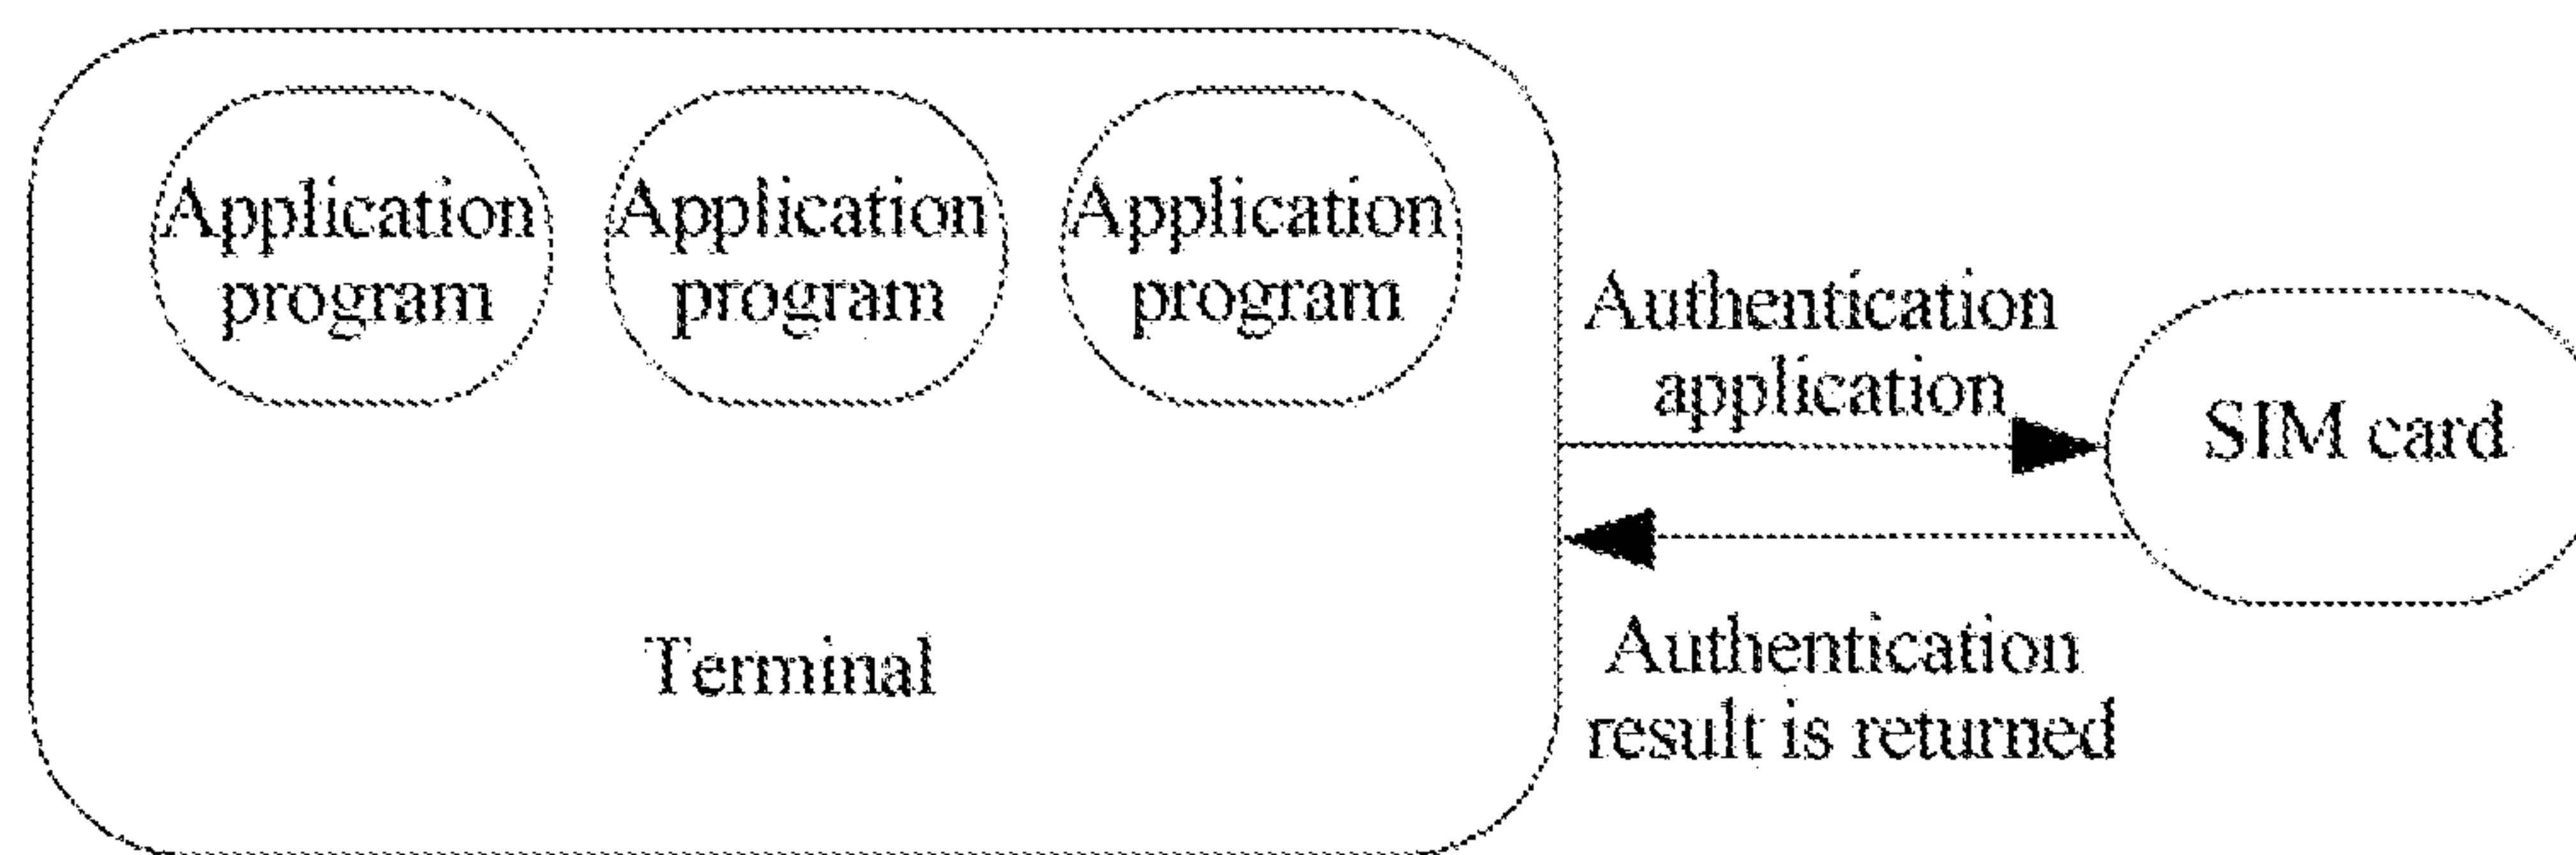 Application
program
Application
program
Application
program
Authentication
application
SIM card
Authentication
result is returned
Terminal